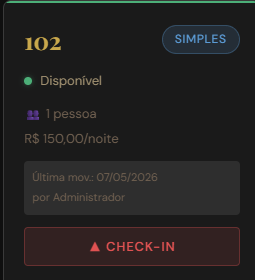 102
SIMPLES
Disponível
1 pessoa
R$ 150,00/noite
Última mov.: 07/05/2026
por Administrador
▲ CHECK-IN